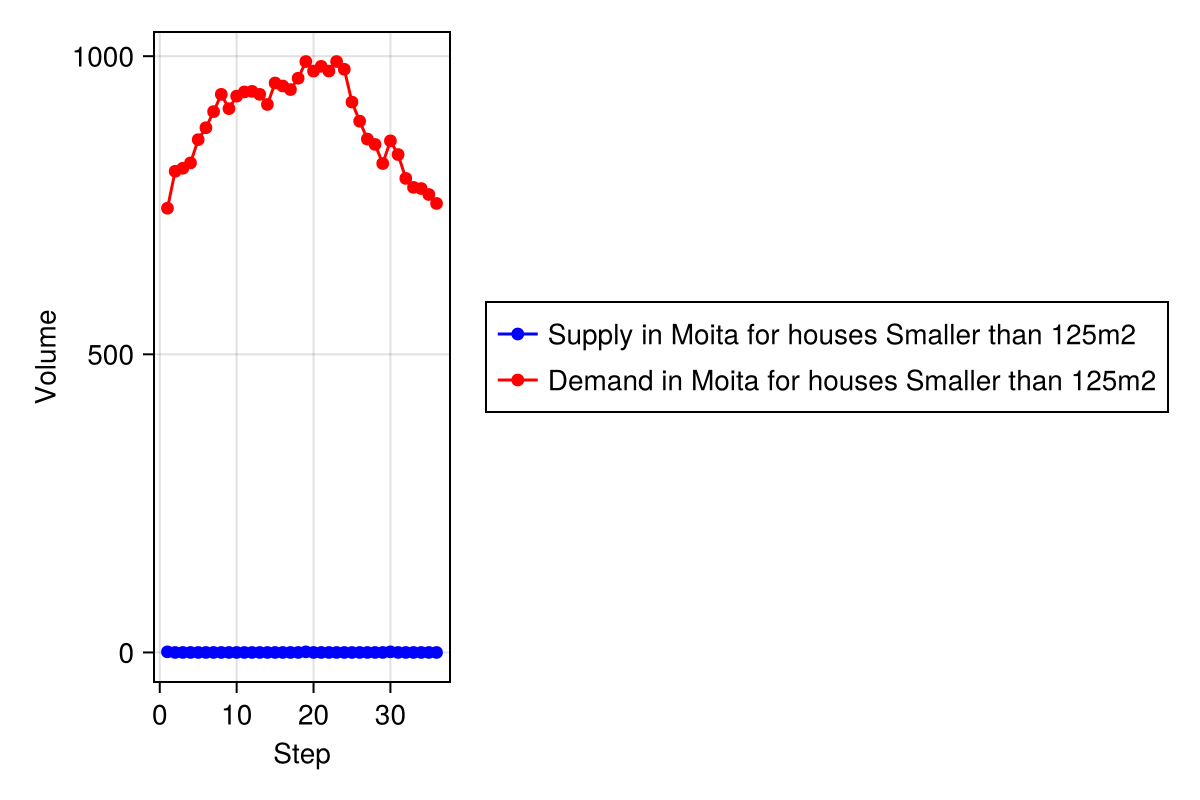 1000
500
0
Volume
0 10 20 30
Step
Supply in Moita for houses Smaller than 125m2
Demand in Moita for houses Smaller than 125m2